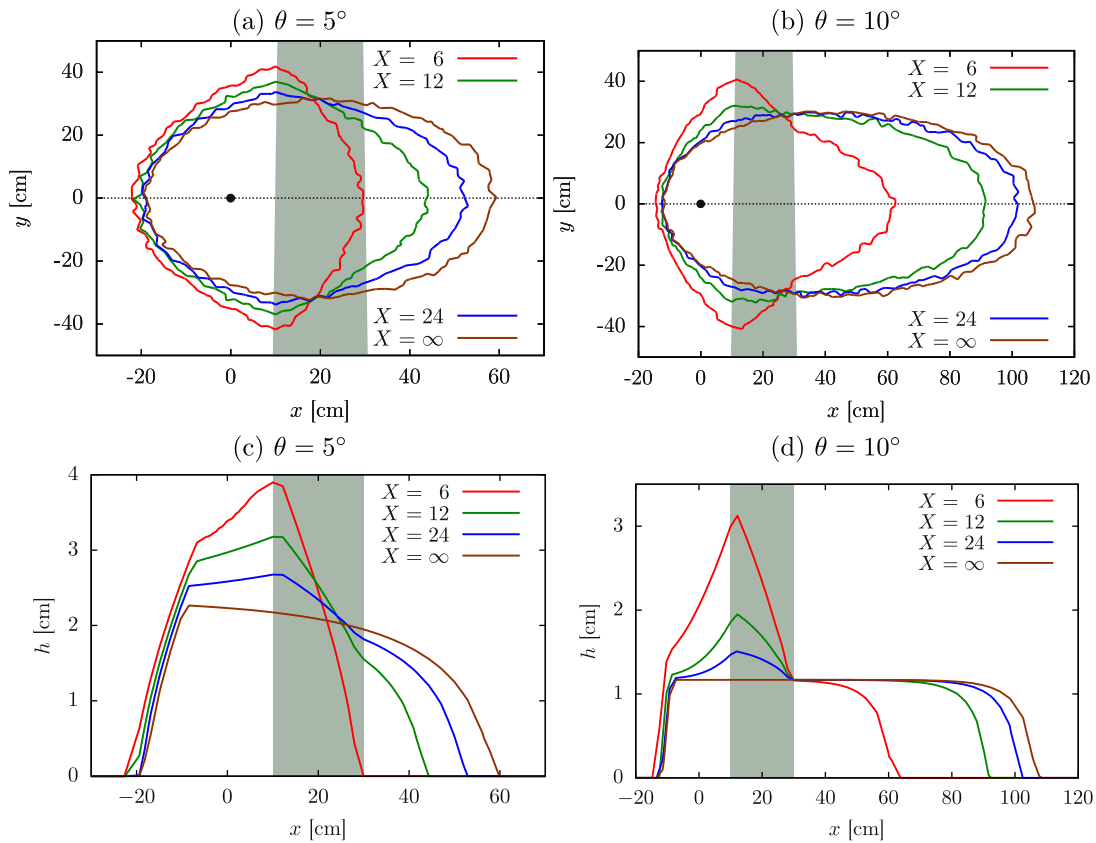 (a) θ = 5°
X = 6
X = 12
X = 24
X = ∞
40
20
0
-20
-40
y [cm]
-20 0 20 40 60
x [cm]
(b) θ = 10°
X = 6
X = 12
X = 24
X = ∞
40
20
0
-20
-40
y [cm]
-20 0 20 40 60 80 100 120
x [cm]
(c) θ = 5°
X = 6
X = 12
X = 24
X = ∞
4
3
2
1
0
h [cm]
−20 0 20 40 60
x [cm]
(d) θ = 10°
X = 6
X = 12
X = 24
X = ∞
3
2
1
0
h [cm]
−20 0 20 40 60 80 100 120
x [cm]